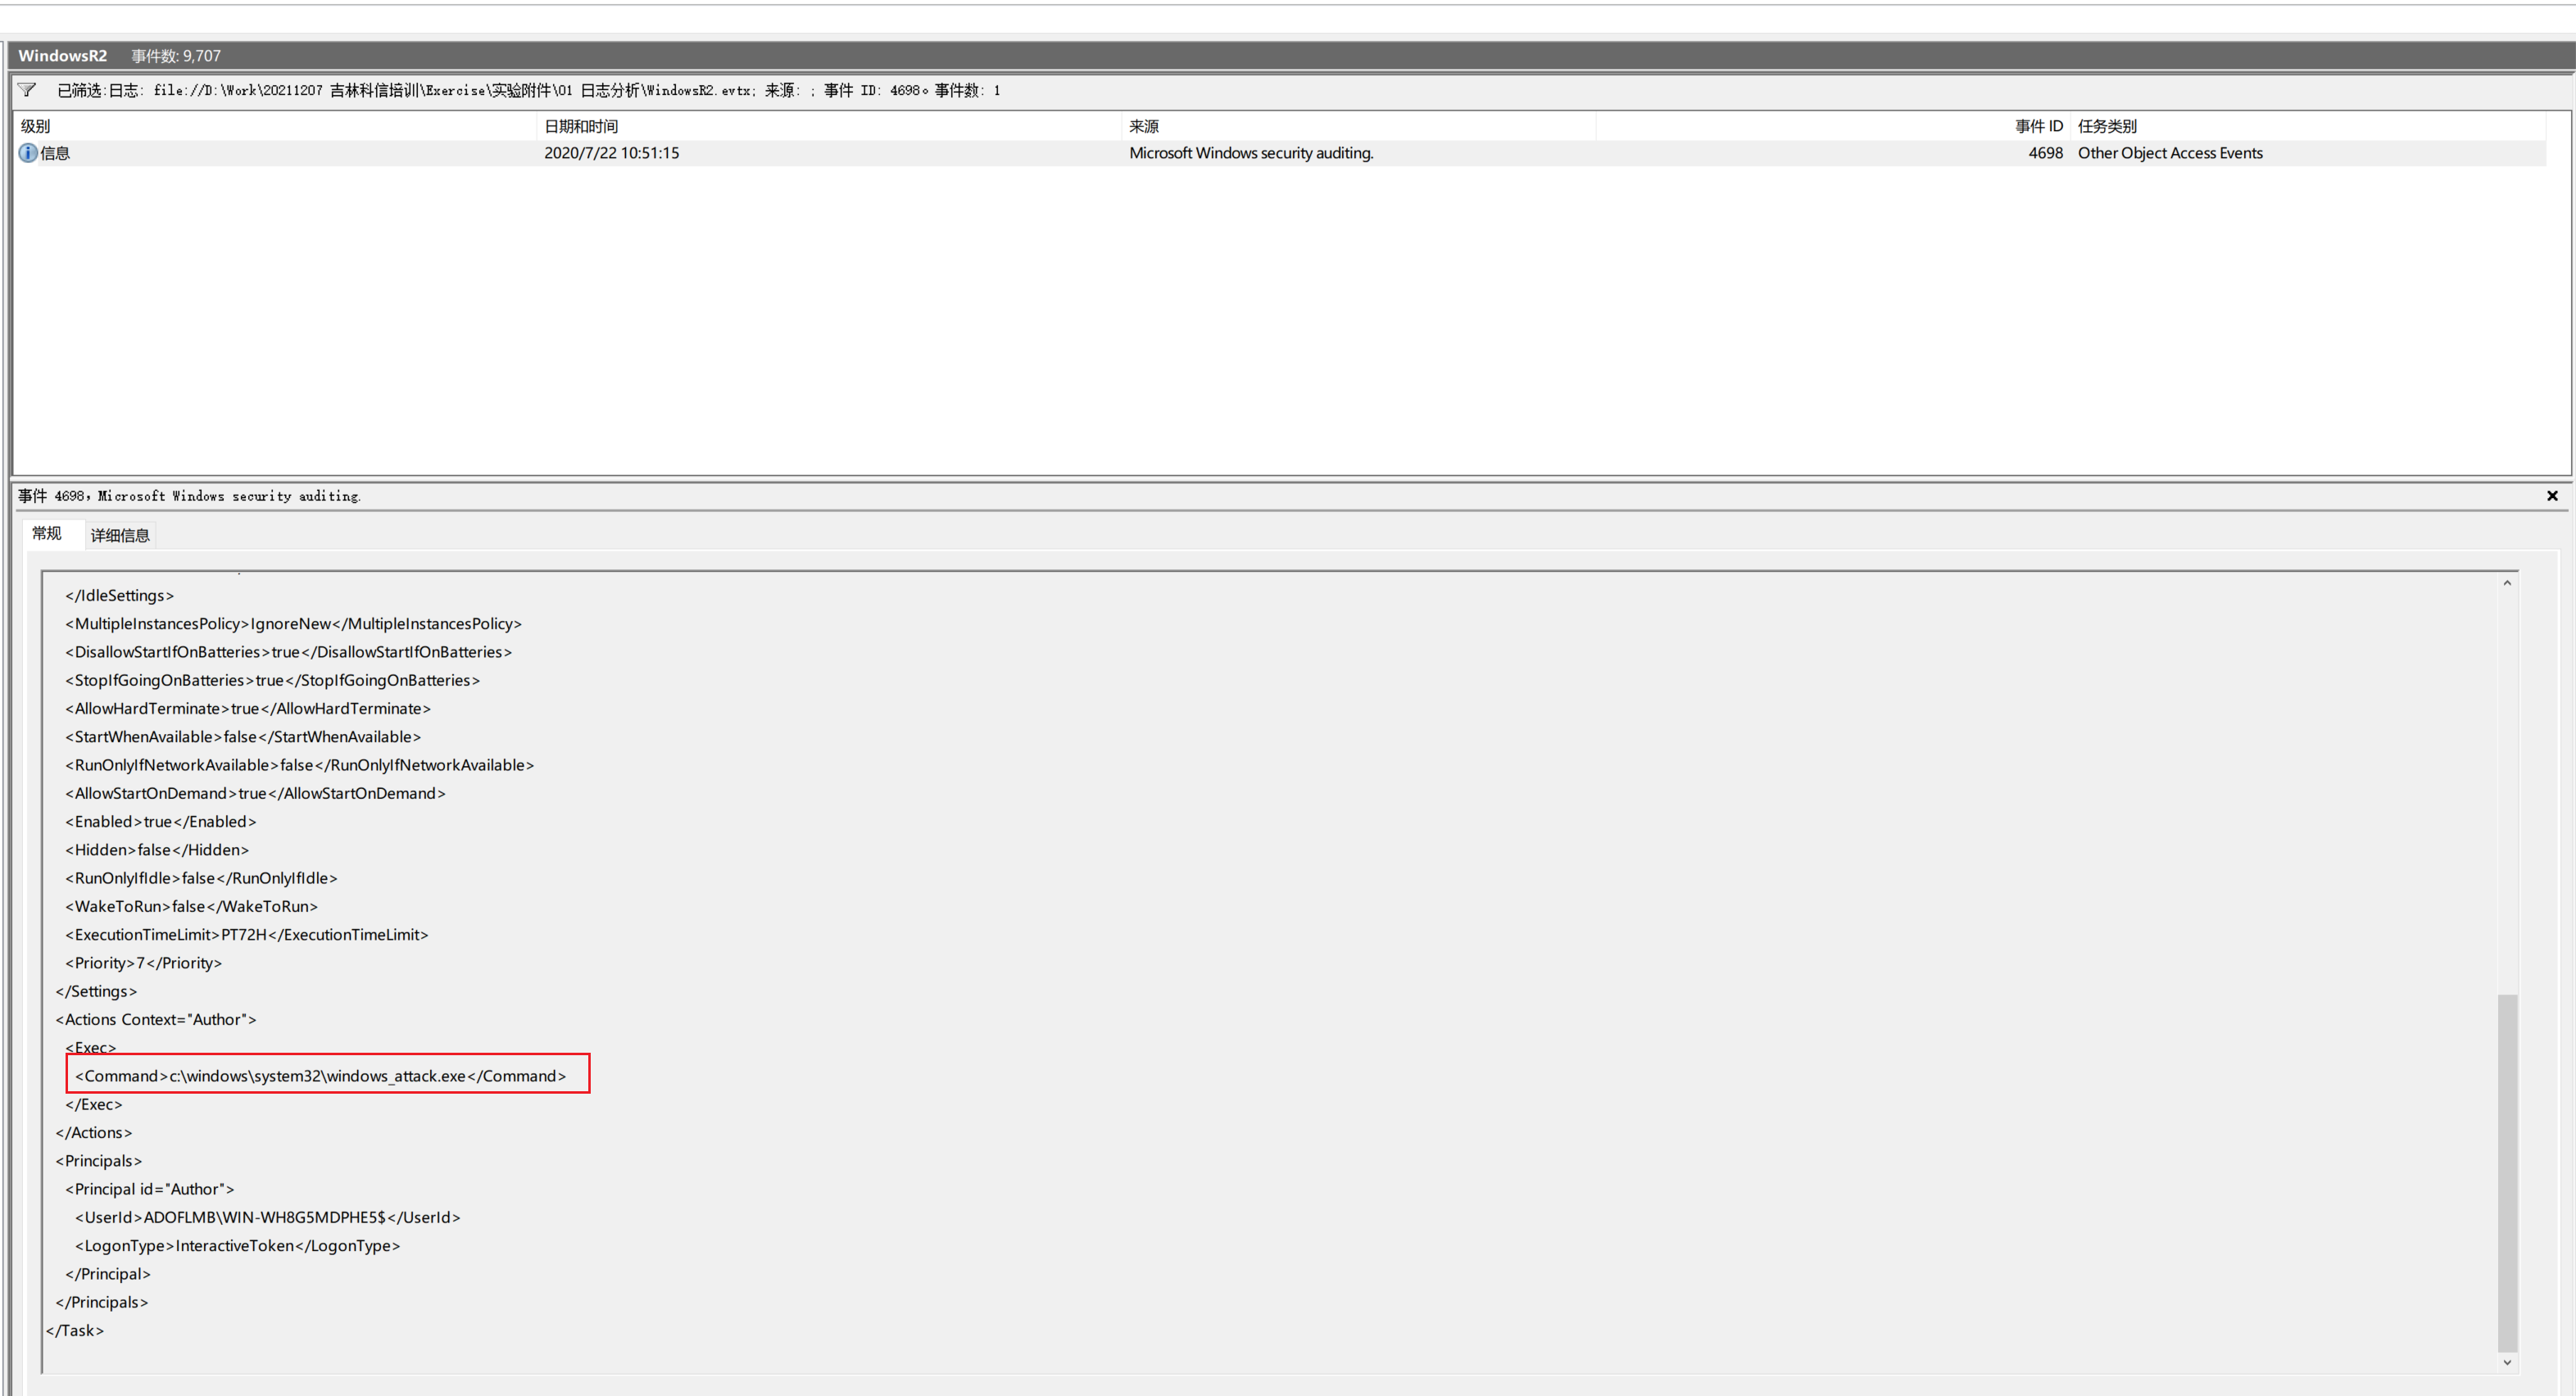 WindowsR2 事件数: 9,707
已筛选:日志: file://D:\Work\20211207 吉林科信培训\Exercise\实验附件\01 日志分析\WindowsR2.evtx; 来源: ; 事件 ID: 4698。事件数: 1
级别 日期和时间 来源 事件 ID 任务类别
信息 2020/7/22 10:51:15 Microsoft Windows security auditing. 4698 Other Object Access Events
事件 4698，Microsoft Windows security auditing.
常规 详细信息
</IdleSettings>
<MultipleInstancesPolicy>IgnoreNew</MultipleInstancesPolicy>
<DisallowStartIfOnBatteries>true</DisallowStartIfOnBatteries>
<StopIfGoingOnBatteries>true</StopIfGoingOnBatteries>
<AllowHardTerminate>true</AllowHardTerminate>
<StartWhenAvailable>false</StartWhenAvailable>
<RunOnlyIfNetworkAvailable>false</RunOnlyIfNetworkAvailable>
<AllowStartOnDemand>true</AllowStartOnDemand>
<Enabled>true</Enabled>
<Hidden>false</Hidden>
<RunOnlyIfIdle>false</RunOnlyIfIdle>
<WakeToRun>false</WakeToRun>
<ExecutionTimeLimit>PT72H</ExecutionTimeLimit>
<Priority>7</Priority>
</Settings>
<Actions Context="Author">
<Exec>
<Command>c:\windows\system32\windows_attack.exe</Command>
</Exec>
</Actions>
<Principals>
<Principal id="Author">
<UserId>ADOFLMB\WIN-WH8G5MDPHE5$</UserId>
<LogonType>InteractiveToken</LogonType>
</Principal>
</Principals>
</Task>